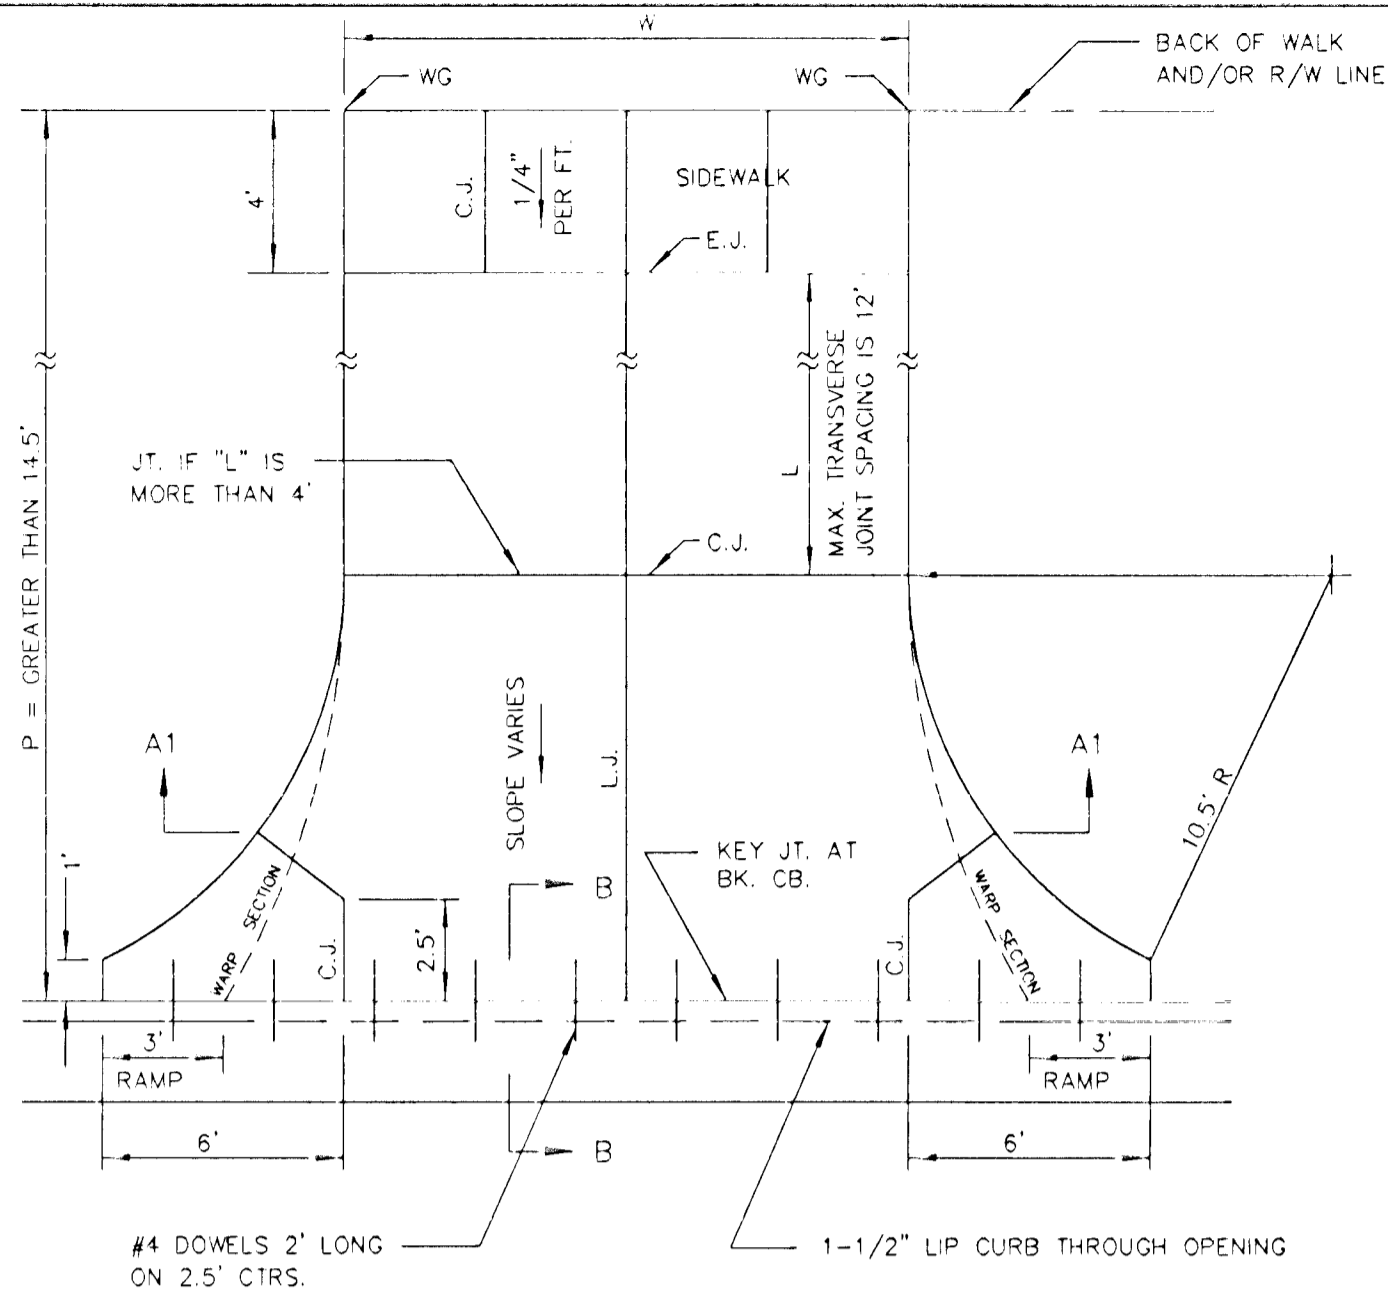 W
BACK OF WALK
AND/OR R/W LINE
WG
WG
4'
C.J.
1/4"
PER FT.
SIDEWALK
E.J.
MAX. TRANSVERSE
JOINT SPACING IS 12'
L
P = GREATER THAN 14.5'
JT. IF "L" IS
MORE THAN 4'
C.J.
SLOPE VARIES
L.J.
A1
A1
10.5' R
1'
KEY JT. AT
BK. CB.
B
WARP SECTION
WARP SECTION
C.J.
2.5'
C.J.
3'
RAMP
3'
RAMP
6'
B
6'
#4 DOWELS 2' LONG
ON 2.5' CTRS.
1-1/2" LIP CURB THROUGH OPENING